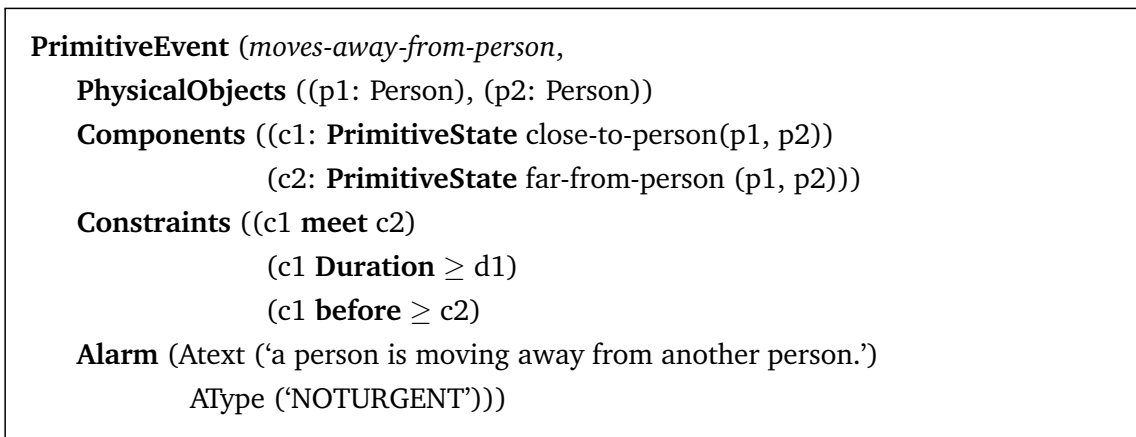 PrimitiveEvent (moves-away-from-person,
PhysicalObjects ((p1: Person), (p2: Person))
Components ((c1: PrimitiveState close-to-person(p1, p2))
(c2: PrimitiveState far-from-person (p1, p2)))
Constraints ((c1 meet c2)
(c1 Duration ≥ d1)
(c1 before ≥ c2)
Alarm (Atext (‘a person is moving away from another person.’)
AType (‘NOTURGENT’)))